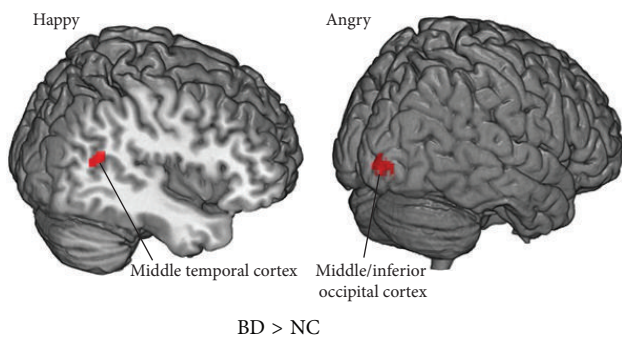 Happy
Angry
Middle temporal cortex
Middle/inferior
occipital cortex
BD > NC